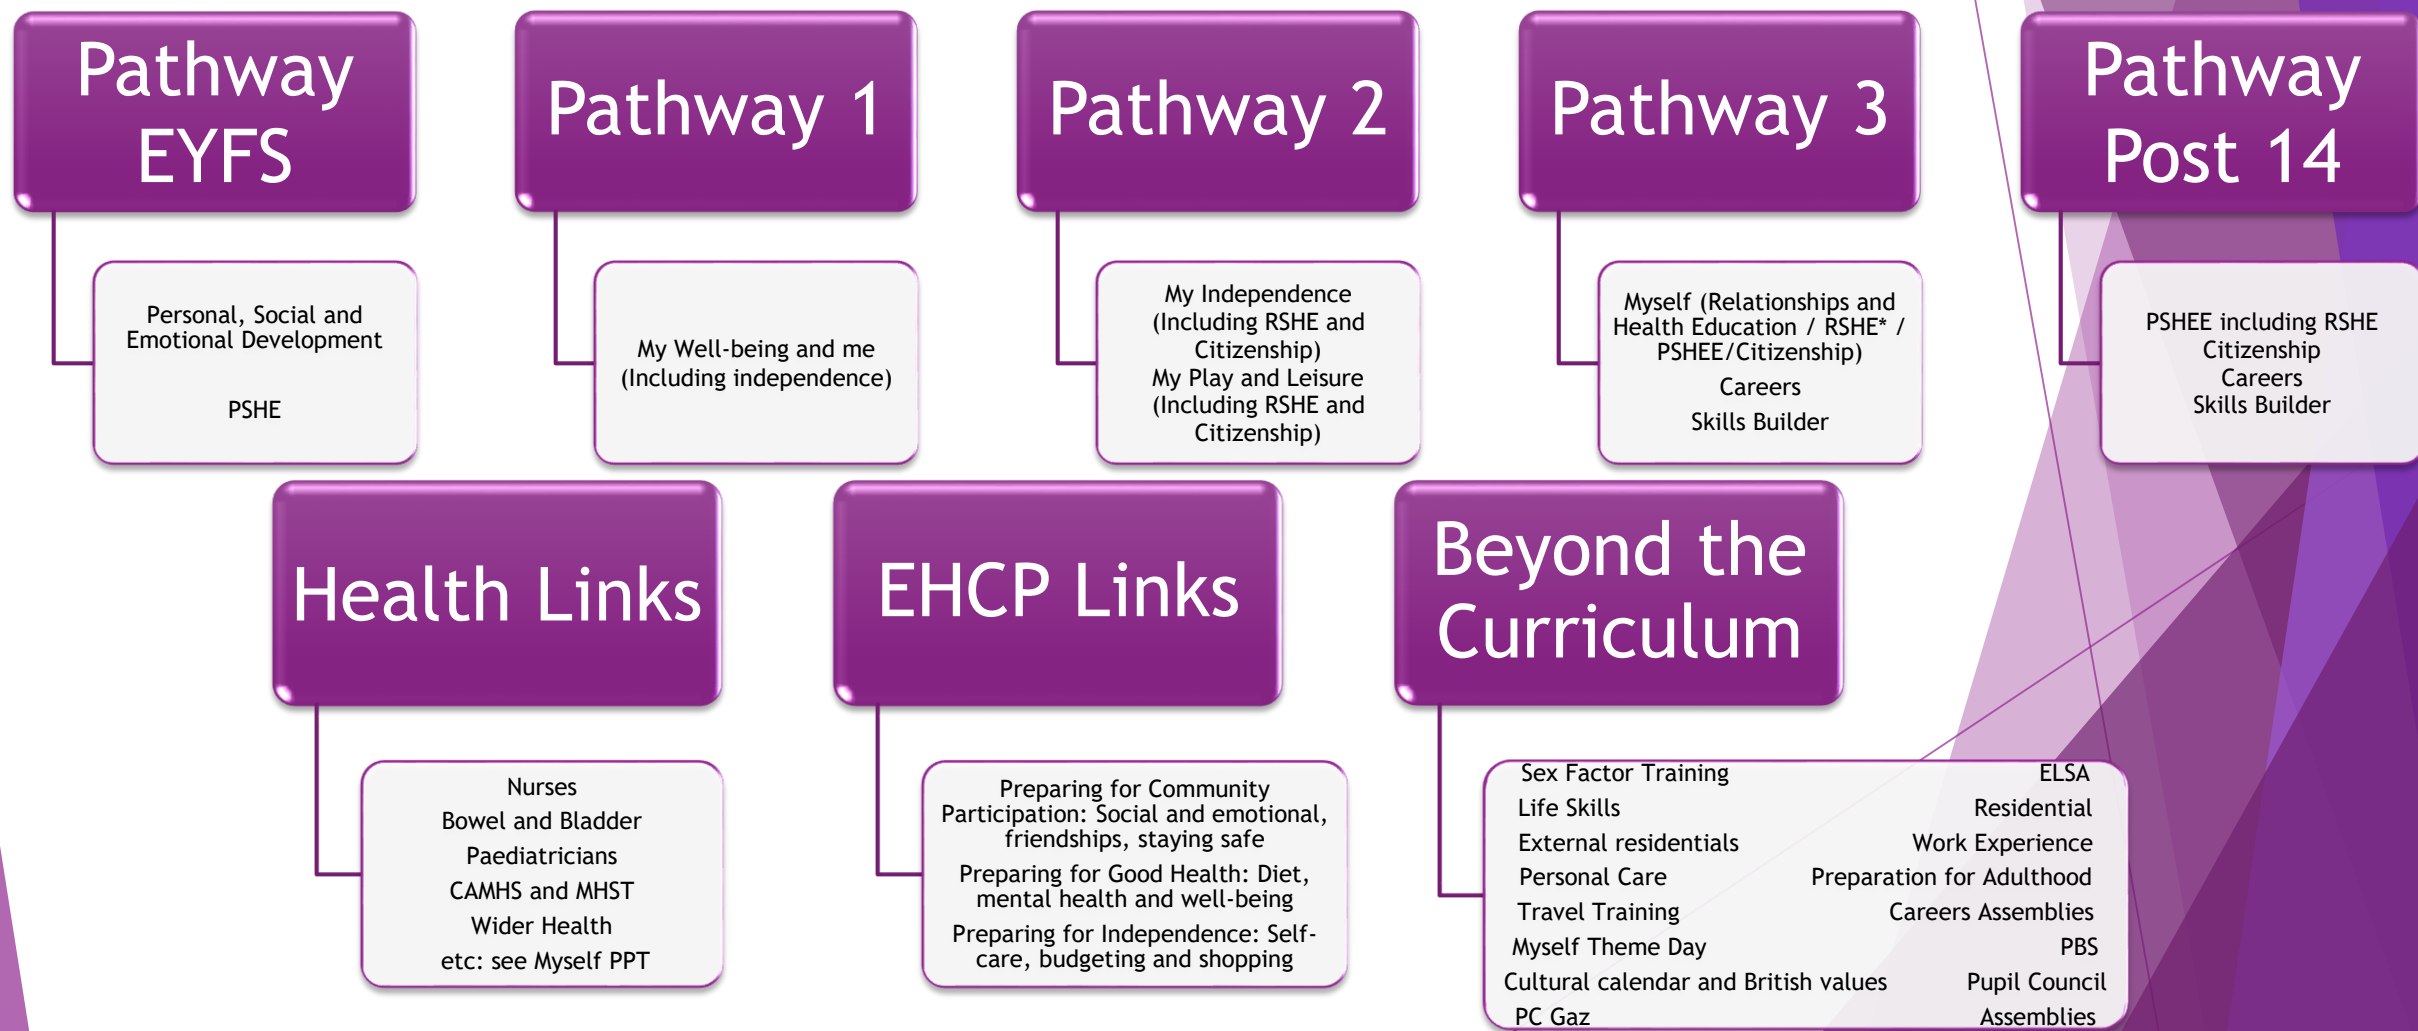 Pathway
EYFS
Personal, Social and
Emotional Development
PSHE
Pathway 1
My Well-being and me
(Including independence)
Pathway 2
My Independence
(Including RSHE and
Citizenship)
My Play and Leisure
(Including RSHE and
Citizenship)
Pathway 3
Myself (Relationships and
Health Education / RSHE* /
PSHEE/Citizenship)
Careers
Skills Builder
Pathway
Post 14
PSHEE including RSHE
Citizenship
Careers
Skills Builder
Health Links
Nurses
Bowel and Bladder
Paediatricians
CAMHS and MHST
Wider Health
etc: see Myself PPT
EHCP Links
Preparing for Community
Participation: Social and emotional,
friendships, staying safe
Preparing for Good Health: Diet,
mental health and well-being
Preparing for Independence: Self-
care, budgeting and shopping
Beyond the
Curriculum
Sex Factor Training ELSA
Life Skills Residential
External residentials Work Experience
Personal Care Preparation for Adulthood
Travel Training Careers Assemblies
Myself Theme Day PBS
Cultural calendar and British values Pupil Council
PC Gaz Assemblies